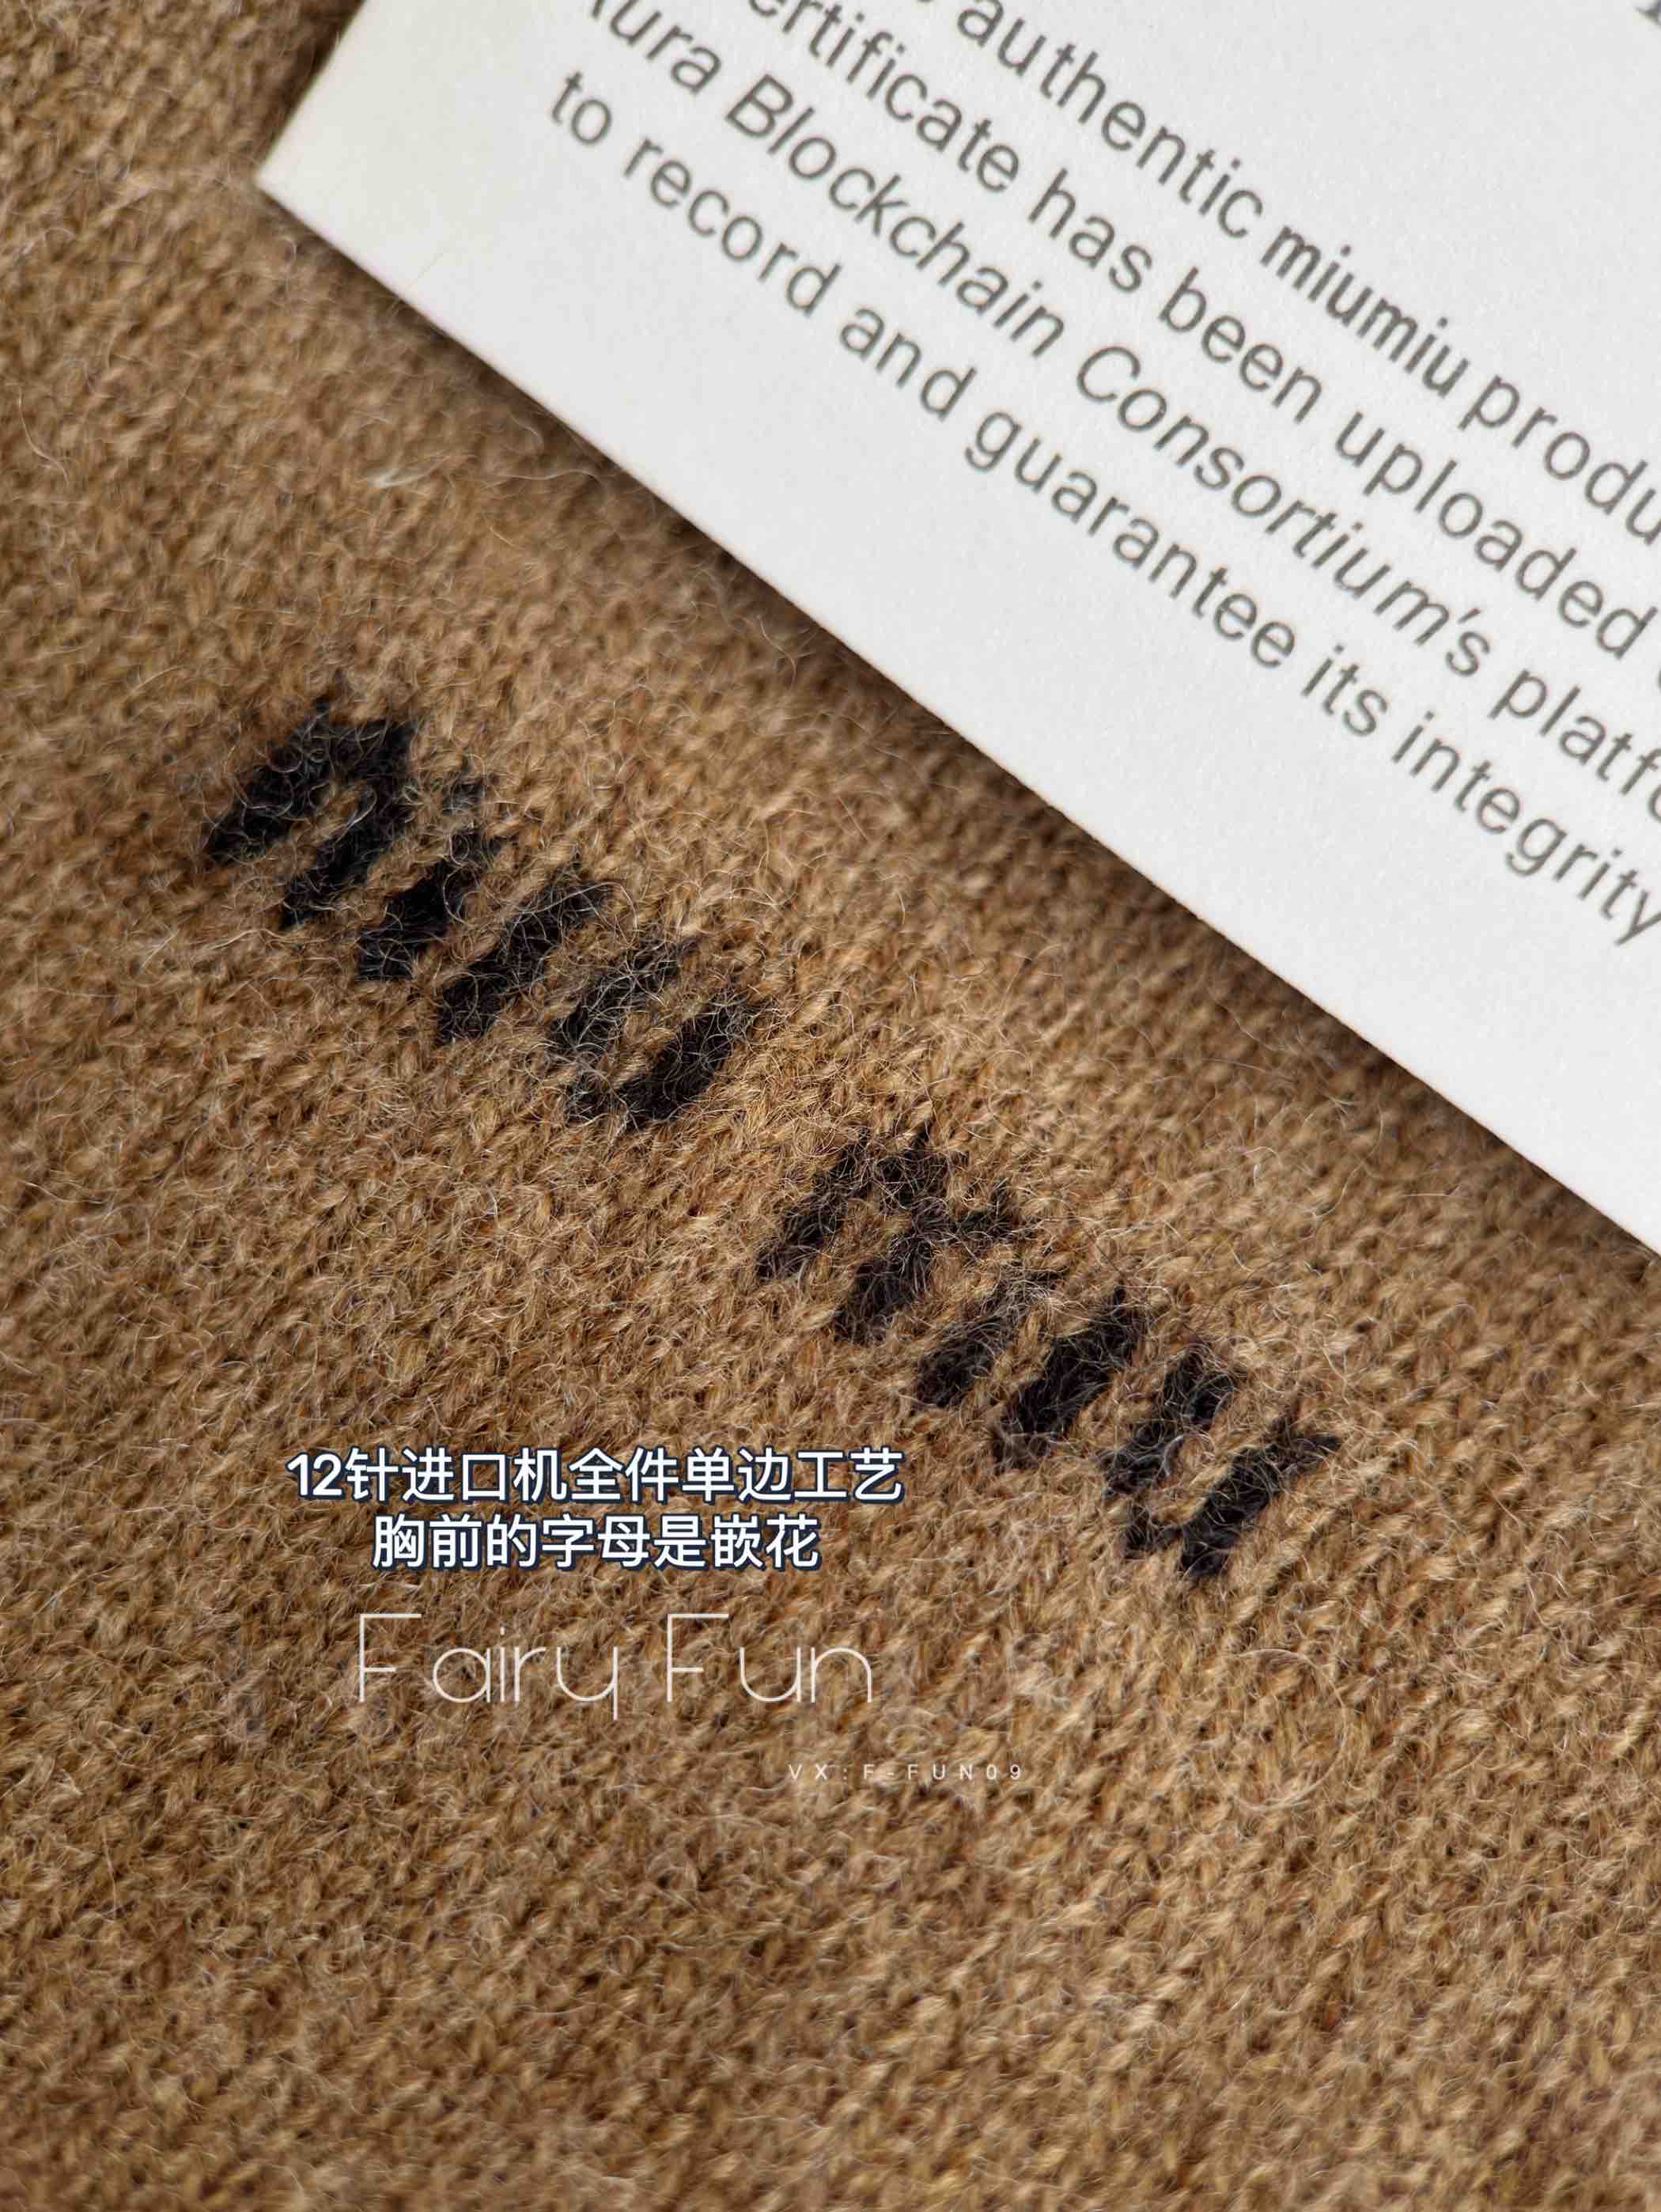 authentic miumiu
certificate has been uploaded
Aura Blockchain Consortium's
to record and guarantee its integrity
miu miu
12针进口机全件单边工艺
胸前的字母是嵌花
Fairy Fun
VX:F-FUN09